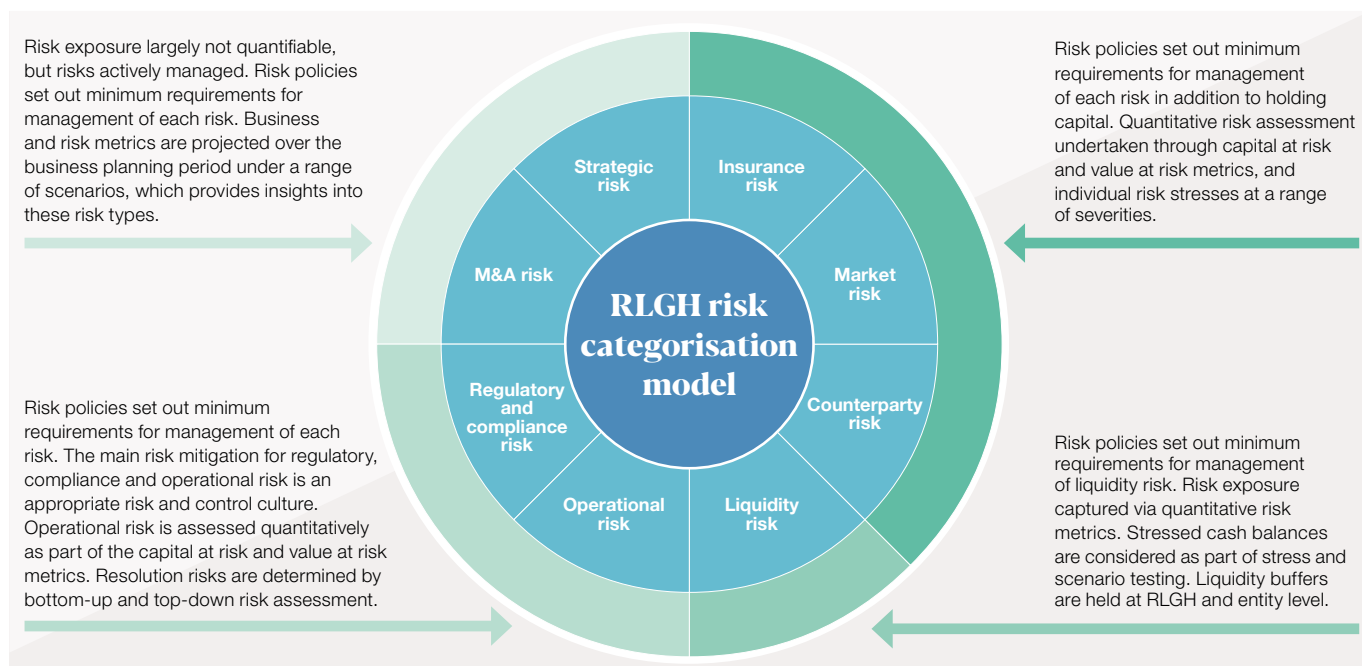 Risk exposure largely not quantifiable,
but risks actively managed. Risk policies
set out minimum requirements for
management of each risk. Business
and risk metrics are projected over the
business planning period under a range
of scenarios, which provides insights into
these risk types.
Risk policies set out minimum
requirements for management
of each risk in addition to holding
capital. Quantitative risk assessment
undertaken through capital at risk
and value at risk metrics, and
individual risk stresses at a range
of severities.
Strategic
risk
Insurance
risk
M&A risk
Market
risk
RLGH risk
categorisation
model
Regulatory
and
compliance
risk
Counterparty
risk
Operational
risk
Liquidity
risk
Risk policies set out minimum
requirements for management of each
risk. The main risk mitigation for regulatory,
compliance and operational risk is an
appropriate risk and control culture.
Operational risk is assessed quantitatively
as part of the capital at risk and value at risk
metrics. Resolution risks are determined by
bottom-up and top-down risk assessment.
Risk policies set out minimum
requirements for management
of liquidity risk. Risk exposure
captured via quantitative risk
metrics. Stressed cash balances
are considered as part of stress and
scenario testing. Liquidity buffers
are held at RLGH and entity level.